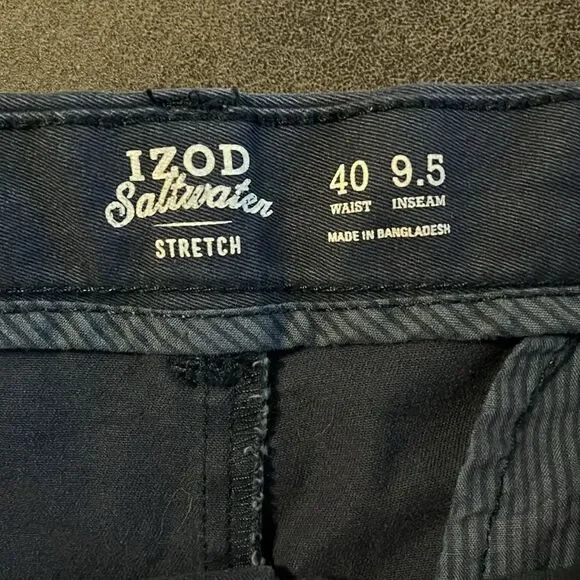 IZOD
Saltwater
STRETCH
40 9.5
WAIST INSEAM
MADE IN BANGLADESH